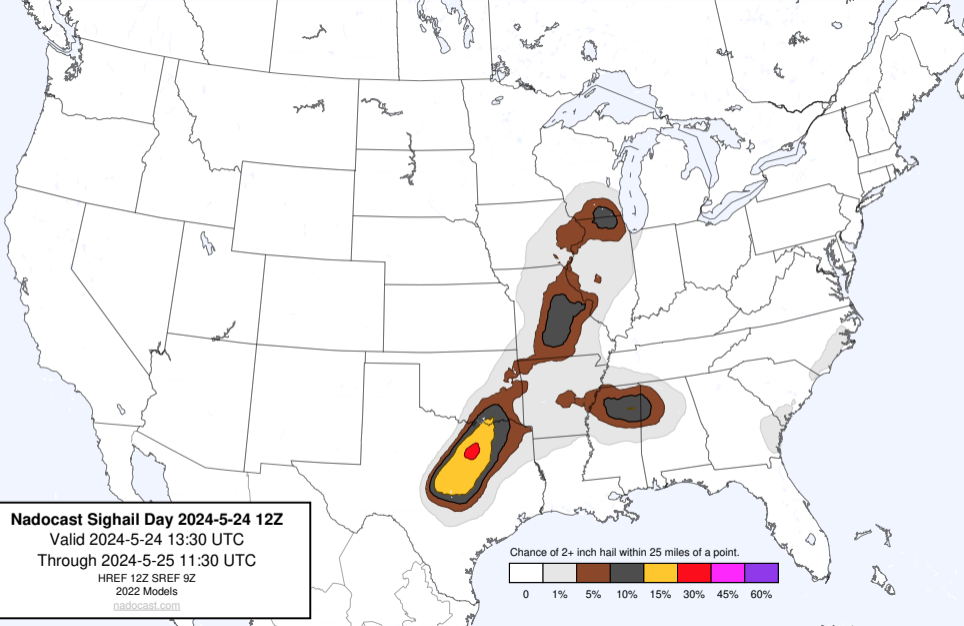 Chance of 2+ inch hail within 25 miles of a point.
0 1% 5% 10% 15% 30% 45% 60%
Nadocast Sighail Day 2024-5-24 12Z
Valid 2024-5-24 13:30 UTC
Through 2024-5-25 11:30 UTC
HREF 12Z SREF 9Z
2022 Models
nadocast.com